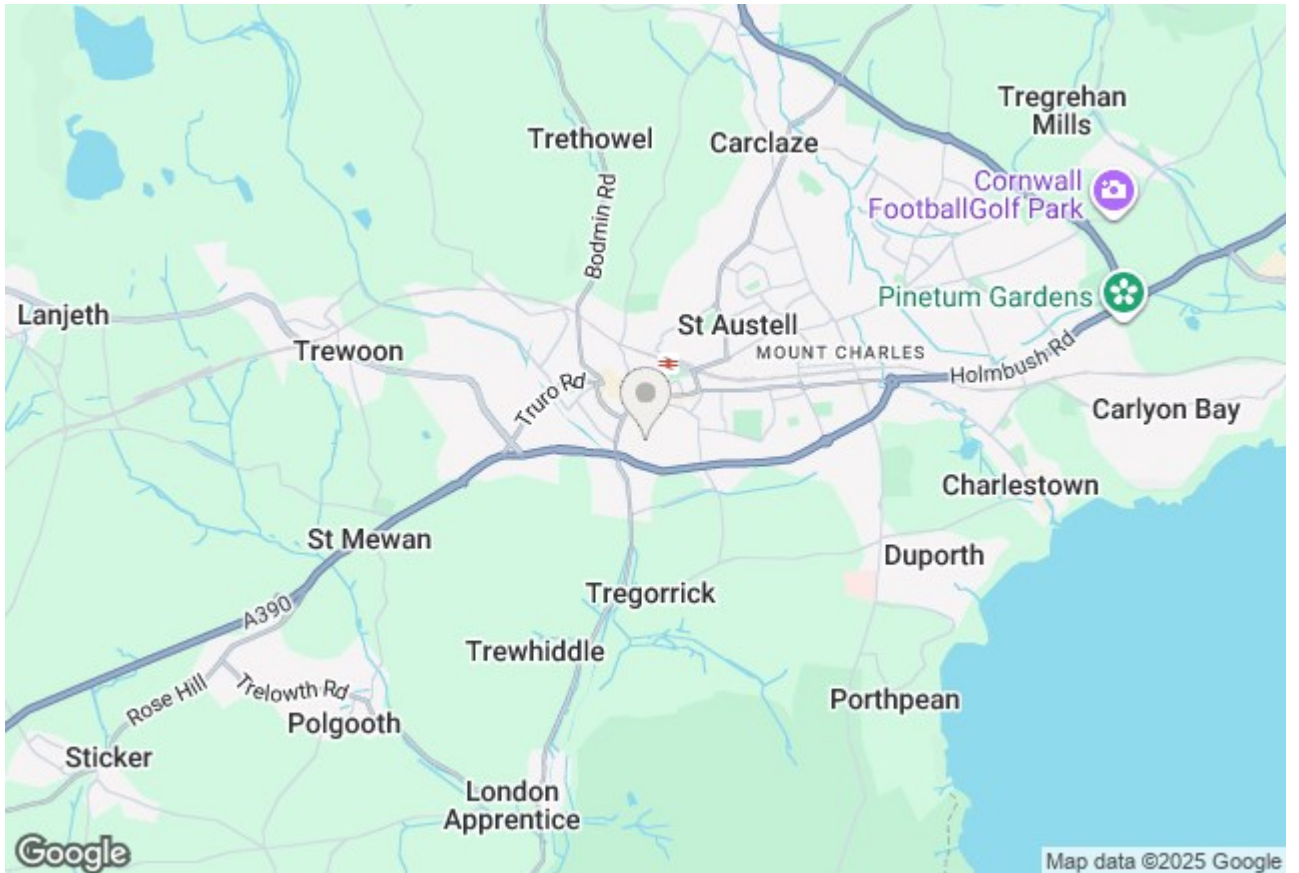 Tregrehan
Mills
Trethowel
Carclaze
Cornwall
FootballGolf Park
Bodmin Rd
Pinetum Gardens
Lanjeth
St Austell
Trewoon
MOUNT CHARLES
Holmbush Rd
Truro Rd
Carlyon Bay
Charlestown
St Mewan
Duporth
Tregorrick
A390
Trewhiddle
Rose Hill
Trelowth Rd
Porthpean
Polgooth
Sticker
London
Apprentice
Google
Map data ©2025 Google